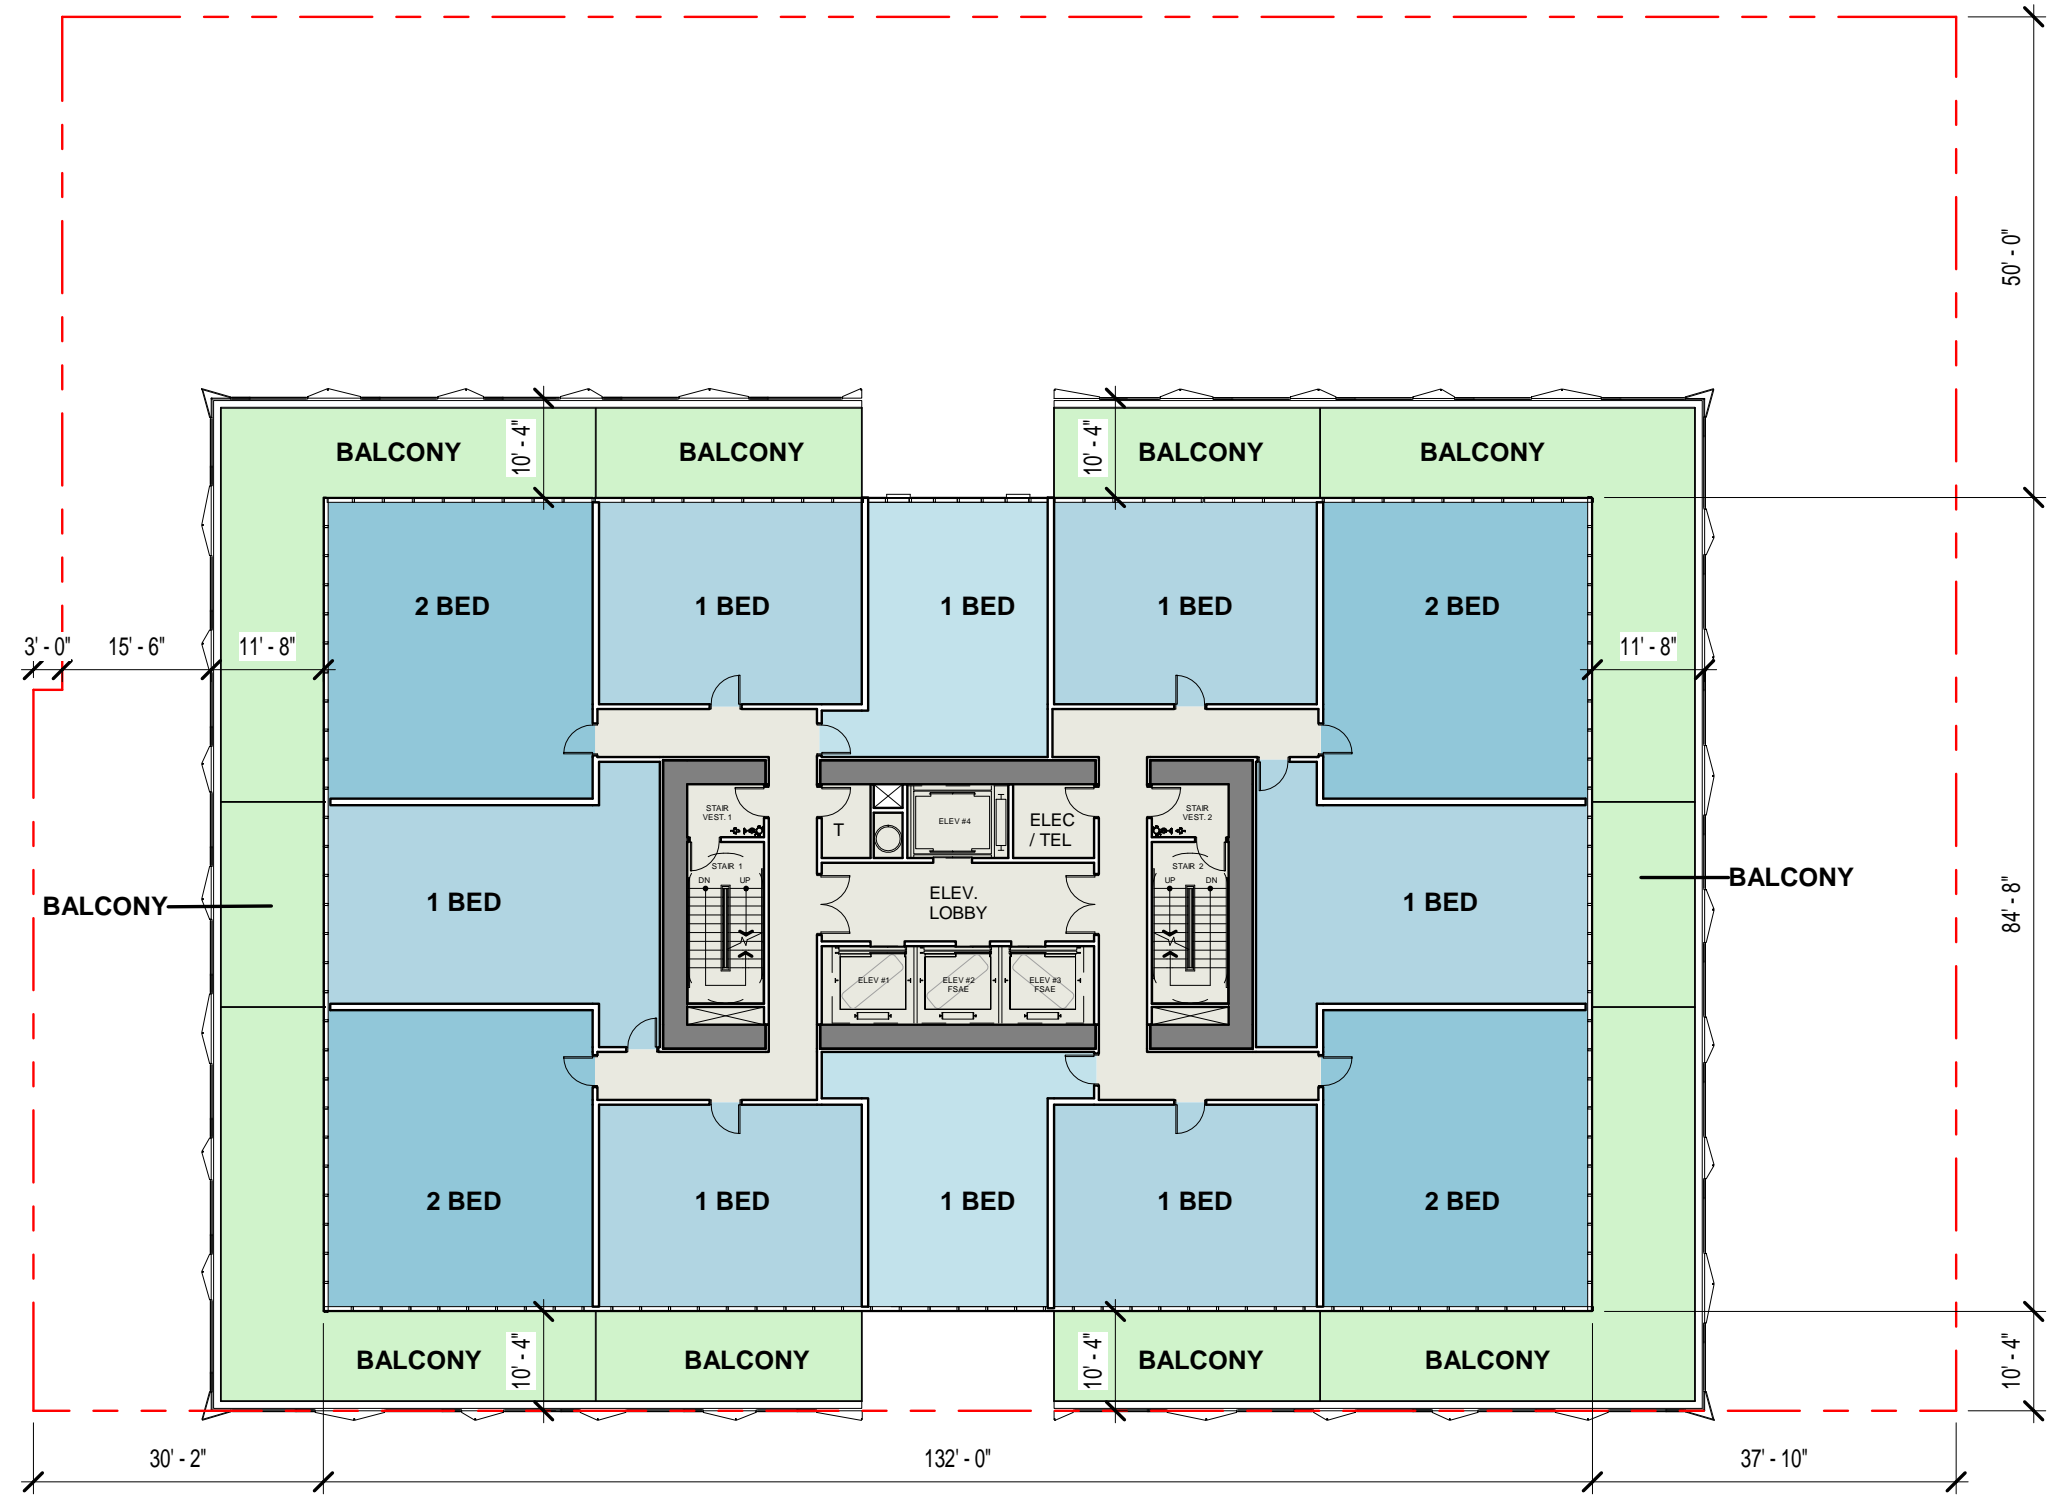 50' - 0"
10' - 4"
10' - 4"
BALCONY
BALCONY
BALCONY
BALCONY
2 BED
1 BED
1 BED
1 BED
2 BED
3' - 0"
15' - 6"
11' - 8"
11' - 8"
STAIR
VEST. 1
T
ELEV #4
ELEC
/ TEL
STAIR
VEST. 2
STAIR 1
DN
UP
STAIR 2
UP
DN
BALCONY
1 BED
ELEV.
LOBBY
1 BED
BALCONY
84' - 8"
ELEV #1
ELEV #2
FSAE
ELEV #3
FSAE
2 BED
1 BED
1 BED
1 BED
2 BED
BALCONY
10' - 4"
BALCONY
10' - 4"
BALCONY
BALCONY
10' - 4"
30' - 2"
132' - 0"
37' - 10"